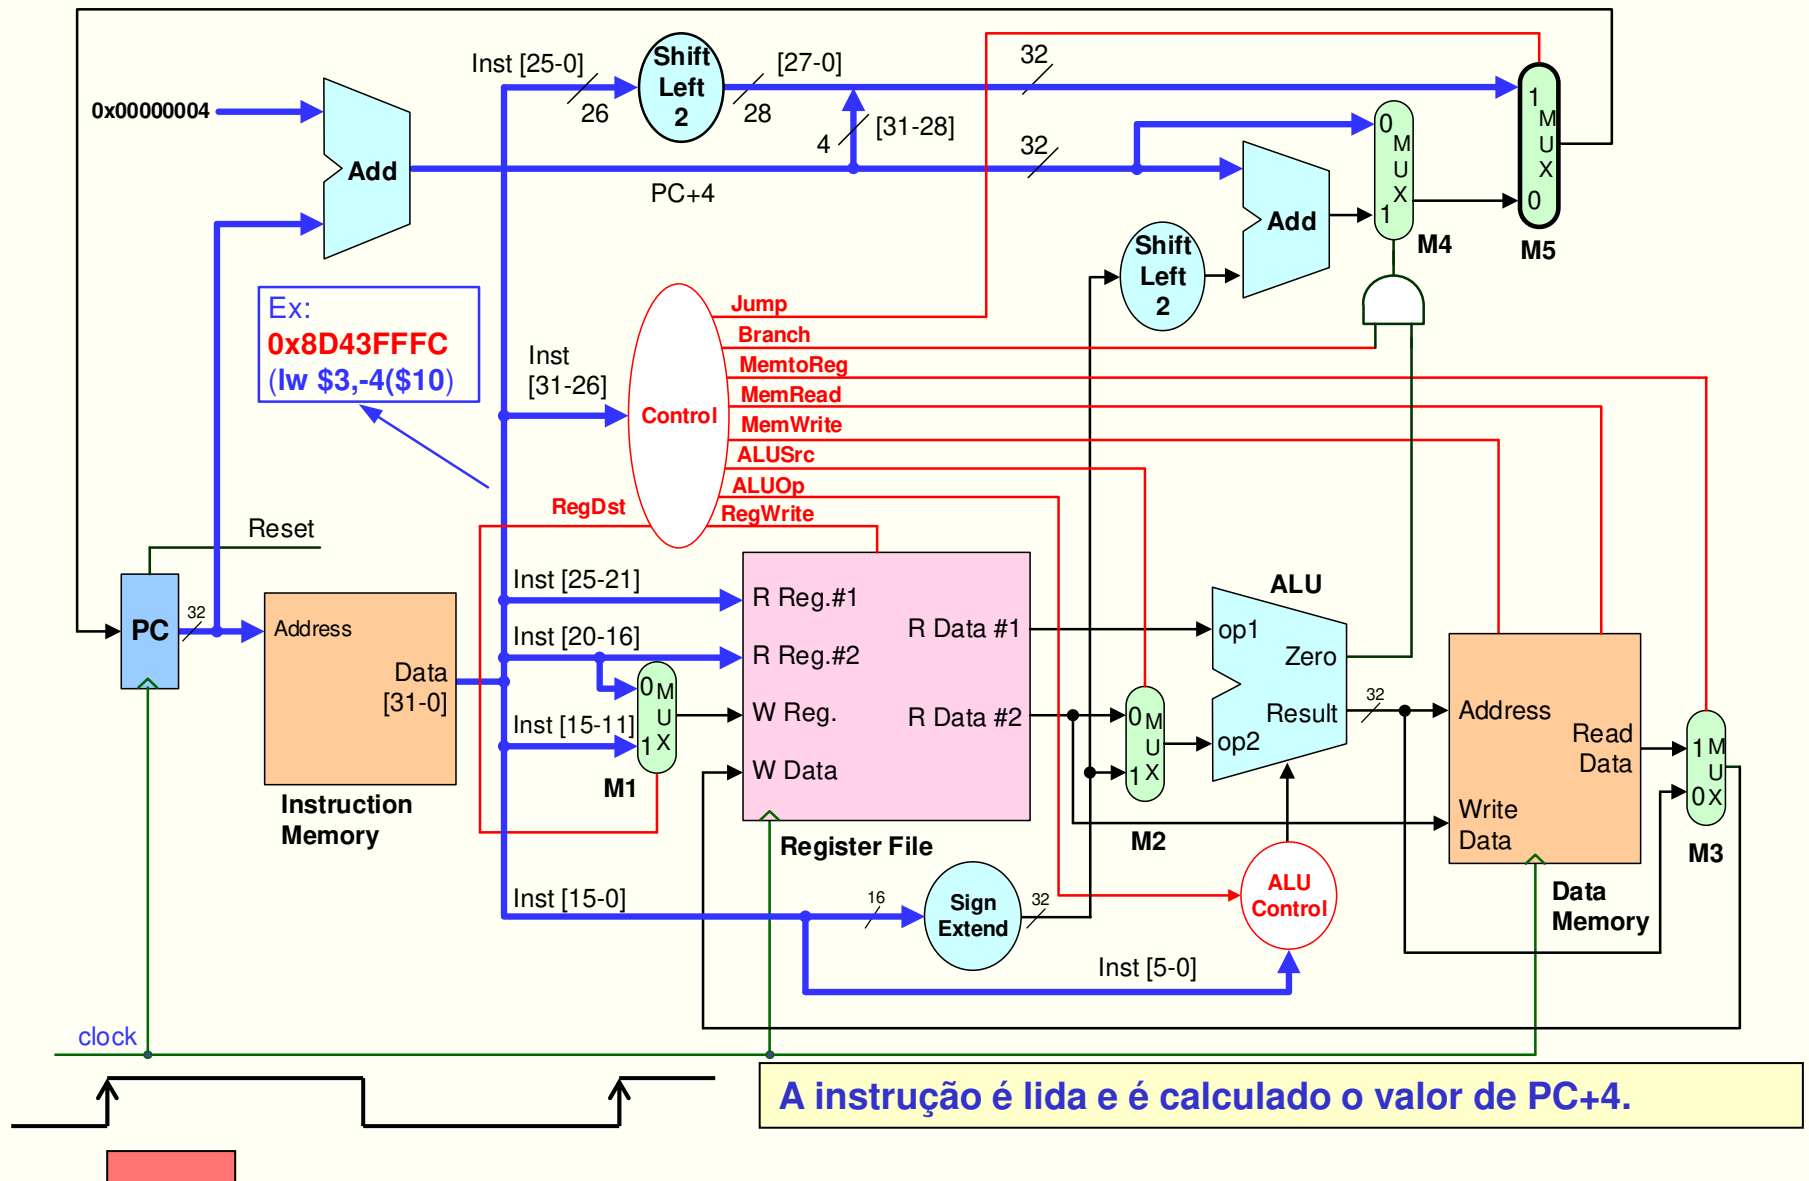 Inst [25-0]
26
Shift
Left
2
[27-0]
28
32
0x00000004
Add
4
[31-28]
PC+4
32
0
M
U
X
1
M4
1
M
U
X
0
M5
Add
Shift
Left
2
Ex:
0x8D43FFFC
(lw $3,-4($10)
Inst
[31-26]
Control
Jump
Branch
MemtoReg
MemRead
MemWrite
ALUSrc
ALUOp
RegWrite
RegDst
Reset
PC
32
Address
Data
[31-0]
Instruction
Memory
Inst [25-21]
Inst [20-16]
Inst [15-11]
0
M
U
1
X
M1
R Reg.#1
R Reg.#2
W Reg.
W Data
R Data #1
R Data #2
Register File
0
M
U
1
X
M2
ALU
op1
Zero
Result
op2
32
Address
Read
Data
Write
Data
Data
Memory
1
M
U
0
X
M3
Inst [15-0]
16
Sign
Extend
32
ALU
Control
Inst [5-0]
clock
A instrução é lida e é calculado o valor de PC+4.